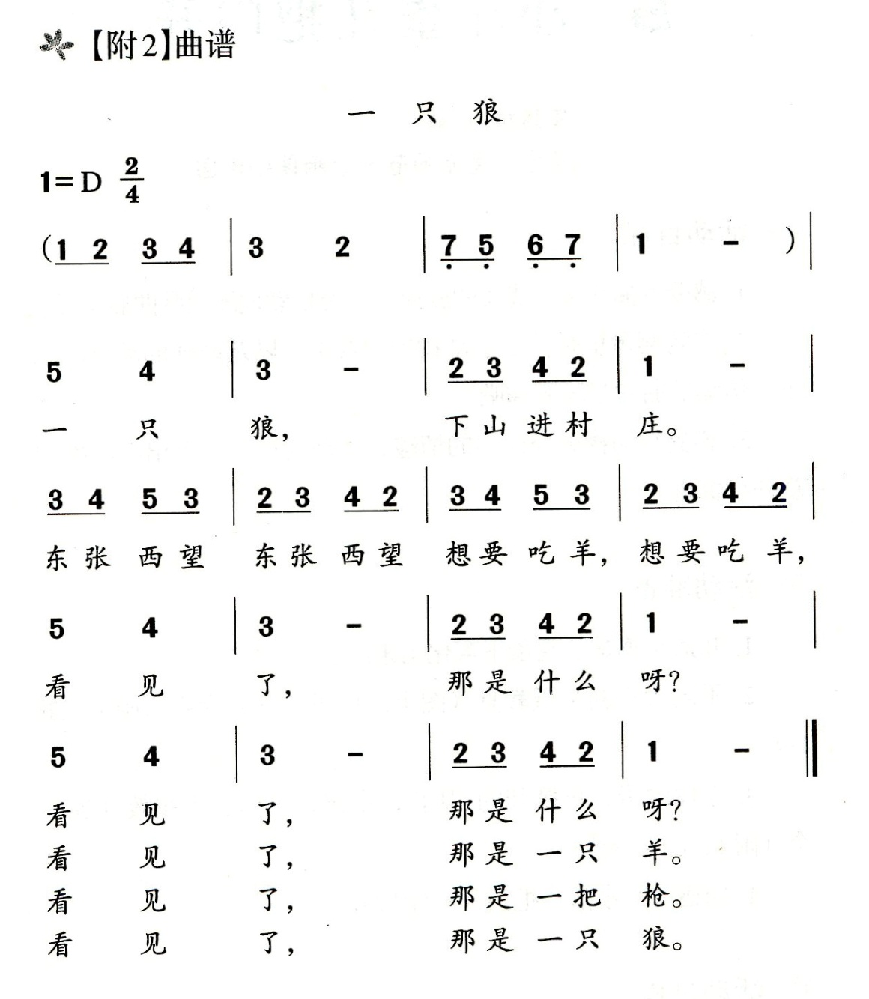 【附2】曲谱
一 只 狼
1=D 2/4
(1 2 3 4 | 3 2 | 7 5 6 7 | 1 - ) |
5 4 | 3 - | 2 3 4 2 | 1 - |
一 只 狼, 下 山 进 村 庄。
3 4 5 3 | 2 3 4 2 | 3 4 5 3 | 2 3 4 2 |
东 张 西 望 东 张 西 望 想 要 吃 羊, 想 要 吃 羊,
5 4 | 3 - | 2 3 4 2 | 1 - |
看 见 了, 那 是 什 么 呀?
5 4 | 3 - | 2 3 4 2 | 1 - ‖
看 见 了, 那 是 什 么 呀?
看 见 了, 那 是 一 只 羊。
看 见 了, 那 是 一 把 枪。
看 见 了, 那 是 一 只 狼。